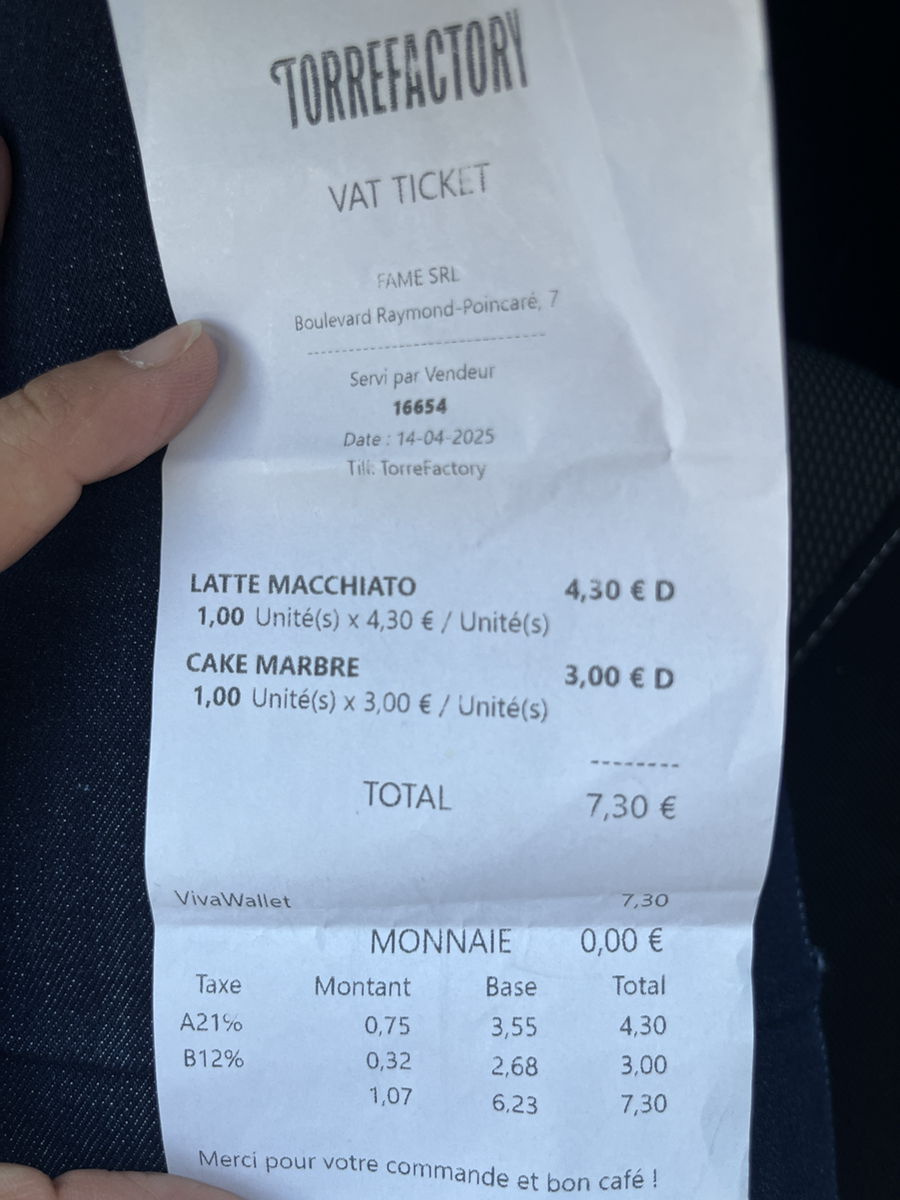 TORREFACTORY
VAT TICKET
FAME SRL
Boulevard Raymond-Poincaré, 7
--------------------------------
Servi par Vendeur
16654
Date : 14-04-2025
Till: TorreFactory
LATTE MACCHIATO 4,30 € D
1,00 Unité(s) x 4,30 € / Unité(s)
CAKE MARBRE 3,00 € D
1,00 Unité(s) x 3,00 € / Unité(s)
--------
TOTAL 7,30 €
VivaWallet 7,30
MONNAIE 0,00 €
Taxe Montant Base Total
A21% 0,75 3,55 4,30
B12% 0,32 2,68 3,00
1,07 6,23 7,30
Merci pour votre commande et bon café !